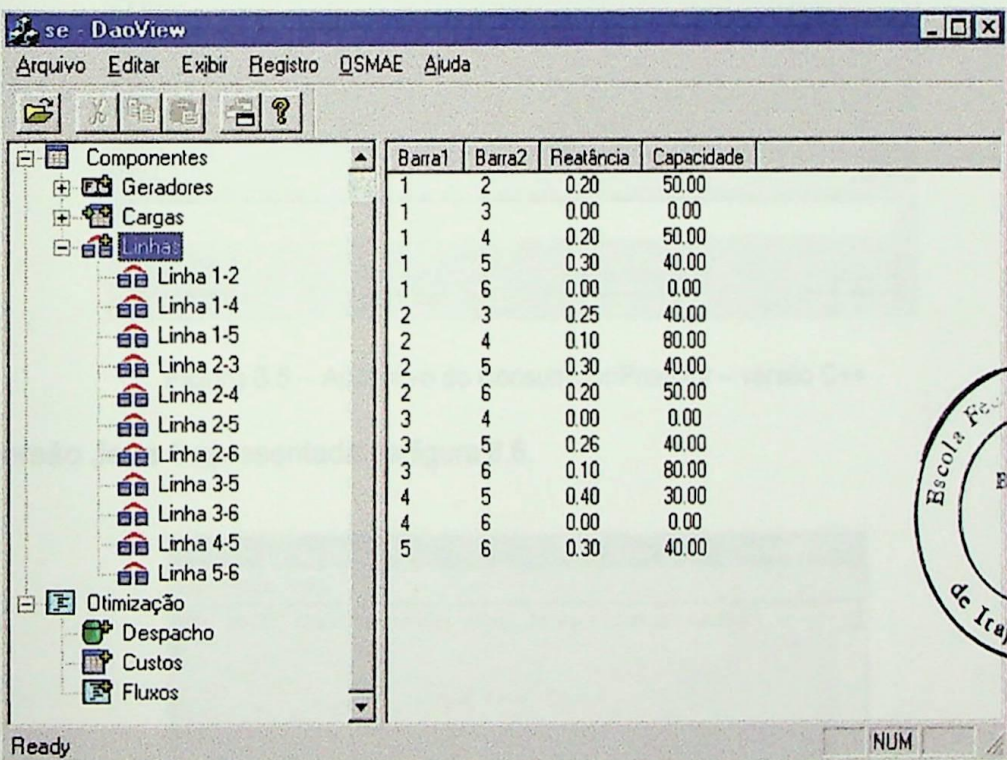 se - DaoView
Arquivo Editar Exibir Registro OSMAE Ajuda
Componentes
Geradores
Cargas
Linhas
Linha 1-2
Linha 1-4
Linha 1-5
Linha 2-3
Linha 2-4
Linha 2-5
Linha 2-6
Linha 3-5
Linha 3-6
Linha 4-5
Linha 5-6
Otimização
Despacho
Custos
Fluxos
Barra1 Barra2 Reatância Capacidade
1 2 0.20 50.00
1 3 0.00 0.00
1 4 0.20 50.00
1 5 0.30 40.00
1 6 0.00 0.00
2 3 0.25 40.00
2 4 0.10 80.00
2 5 0.30 40.00
2 6 0.20 50.00
3 4 0.00 0.00
3 5 0.26 40.00
3 6 0.10 80.00
4 5 0.40 30.00
4 6 0.00 0.00
5 6 0.30 40.00
Ready
NUM
Escola
de